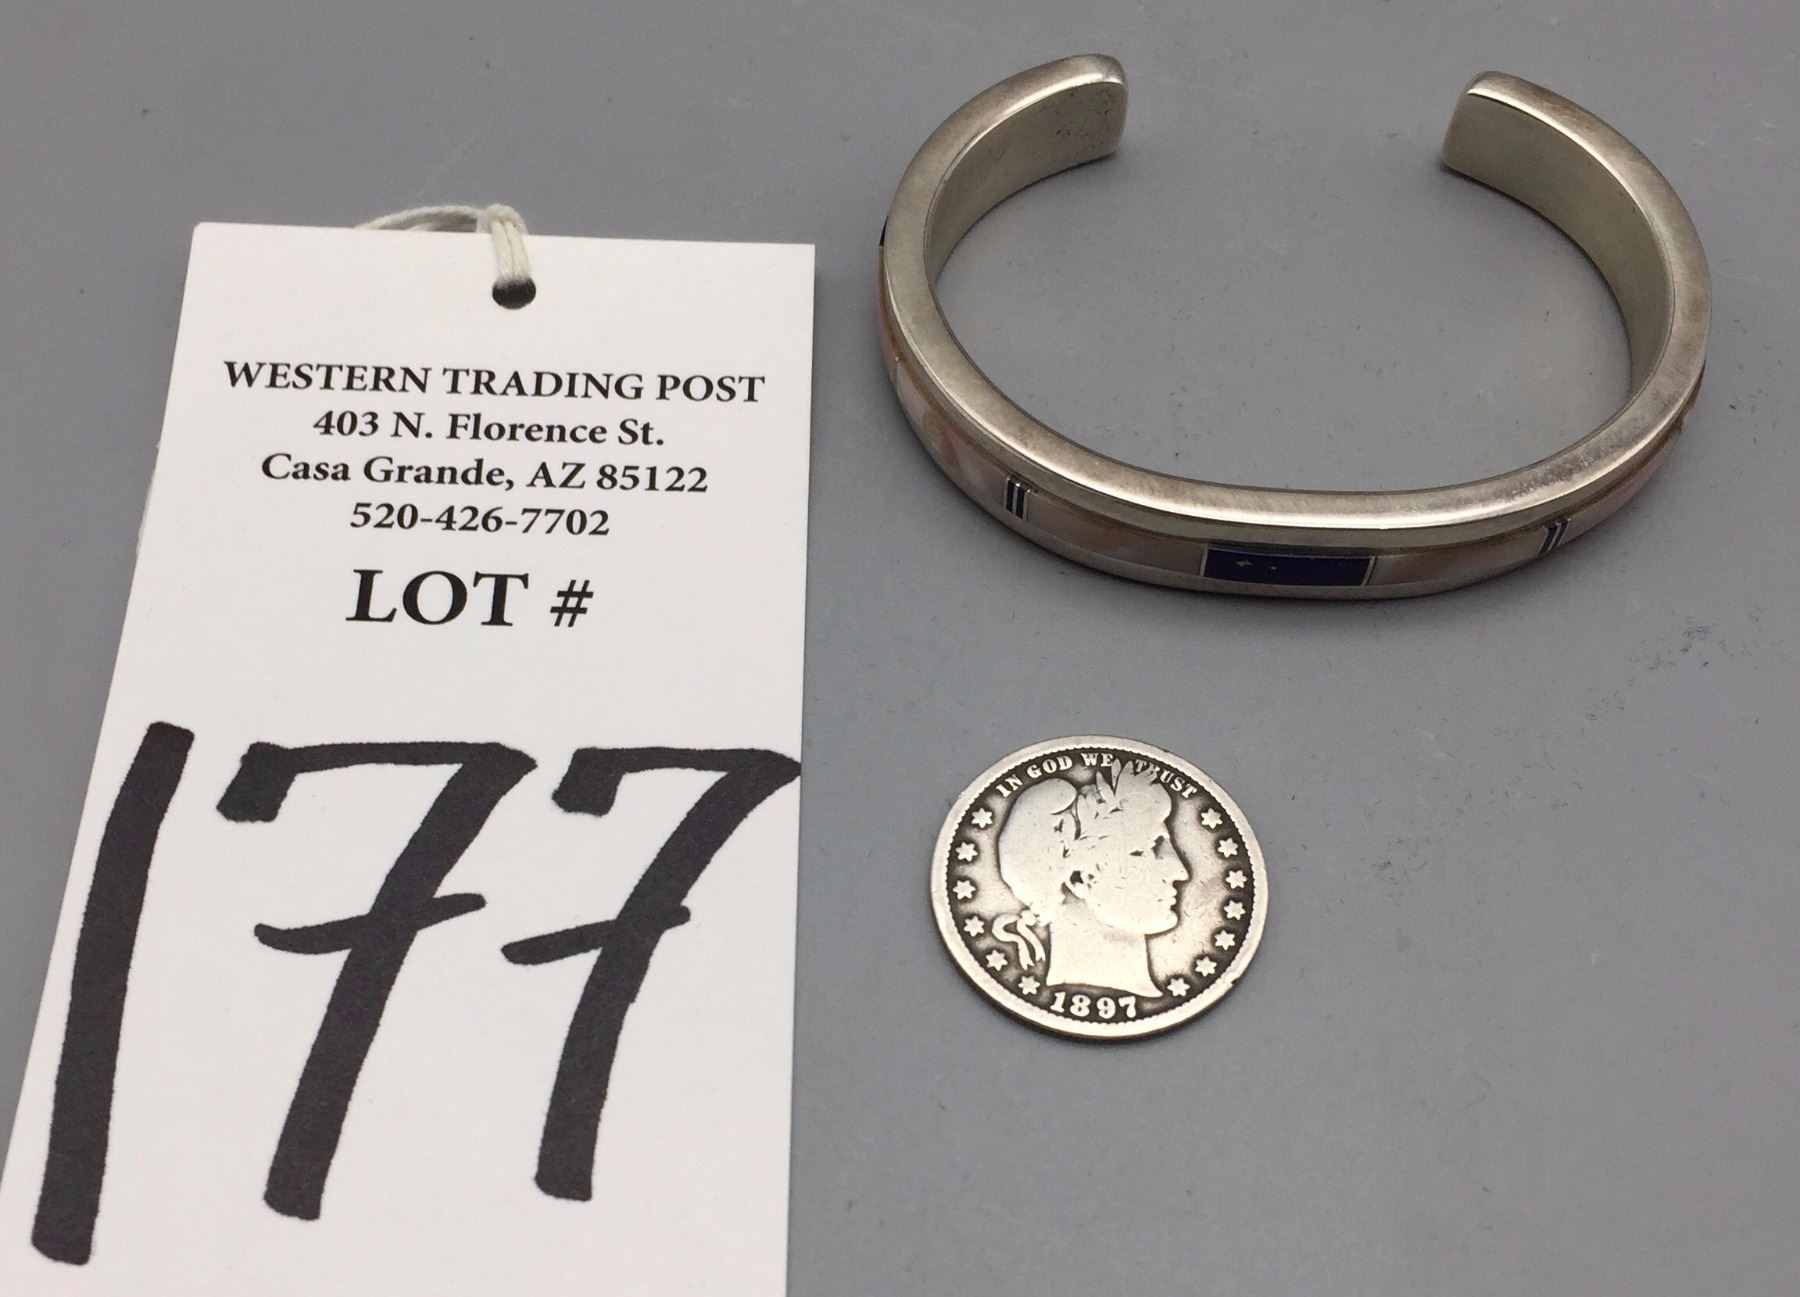 WESTERN TRADING POST
403 N. Florence St.
Casa Grande, AZ 85122
520-426-7702
LOT #
177
IN GOD WE TRUST
1897